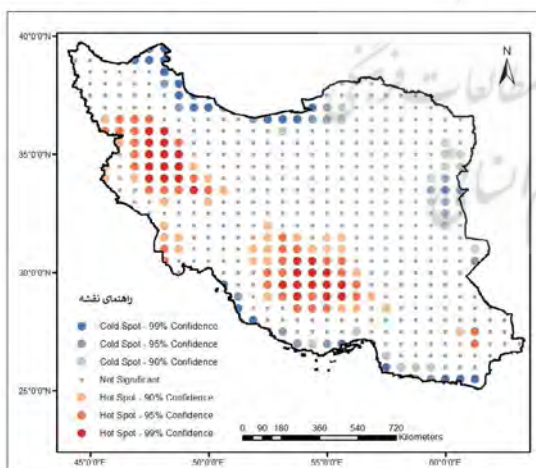 40°0'0"N
35°0'0"N
30°0'0"N
25°0'0"N
N
راهنمای نقشه
Cold Spot - 99% Confidence
Cold Spot - 95% Confidence
Cold Spot - 90% Confidence
Not Significant
Hot Spot - 90% Confidence
Hot Spot - 95% Confidence
Hot Spot - 99% Confidence
0 90 180 360 540 720
Kilometers
45°0'0"E 50°0'0"E 55°0'0"E 60°0'0"E